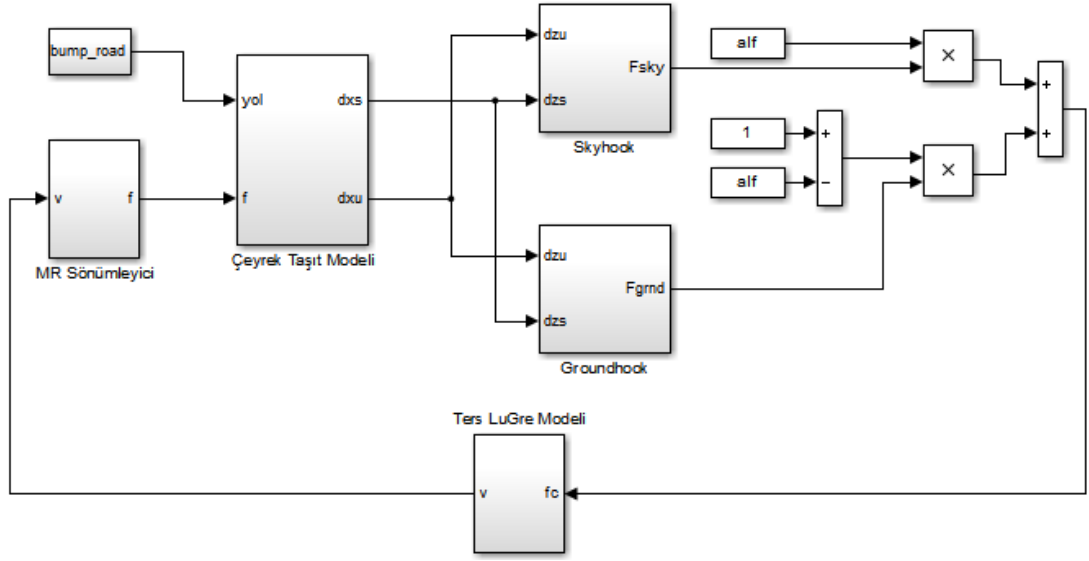 bump_road
yol
dxs
f
dxu
Çeyrek Taşıt Modeli
v
f
MR Sönümleyici
dzu
Fsky
dzs
Skyhook
dzu
Fgrnd
dzs
Groundhook
alf
×
1
+
alf
−
×
+
+
Ters LuGre Modeli
v
fc